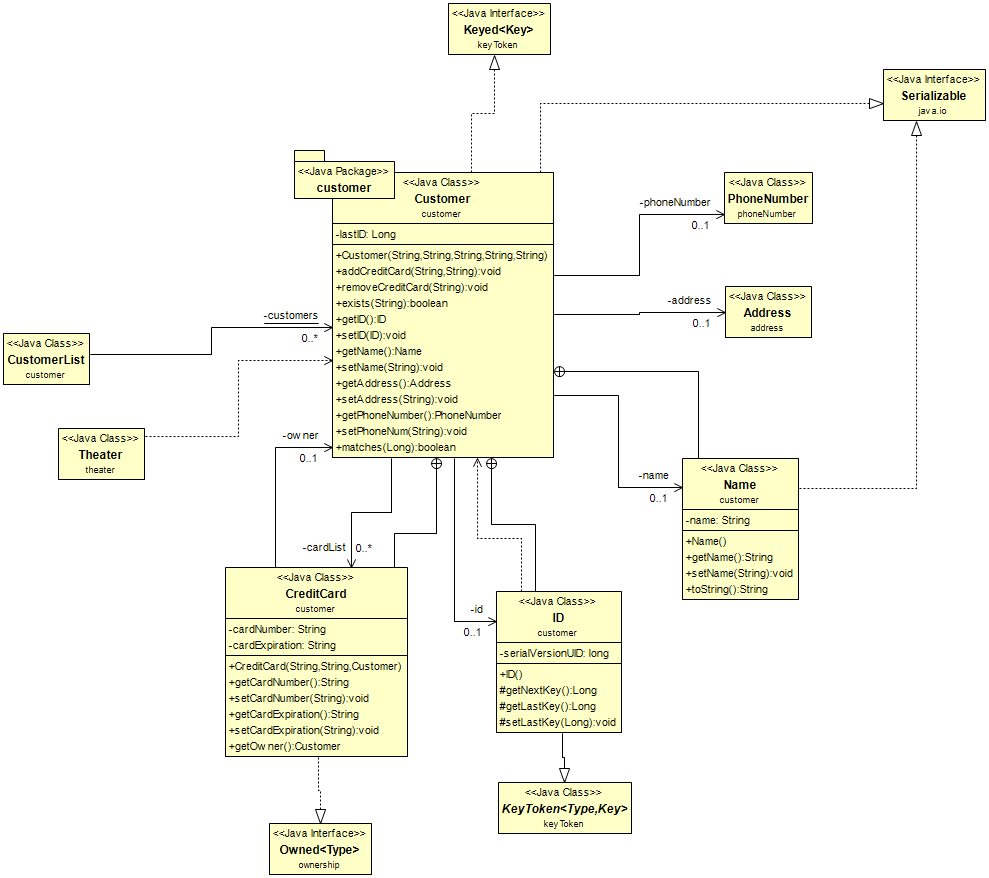 <<Java Interface>>
Keyed<Key>
keyToken
<<Java Interface>>
Serializable
java.io
<<Java Package>>
customer
<<Java Class>>
Customer
customer
-lastID: Long
+Customer(String,String,String,String,String)
+addCreditCard(String,String):void
+removeCreditCard(String):void
+exists(String):boolean
+getID():ID
+setID(ID):void
+getName():Name
+setName(String):void
+getAddress():Address
+setAddress(String):void
+getPhoneNumber():PhoneNumber
+setPhoneNum(String):void
+matches(Long):boolean
-phoneNumber
0..1
<<Java Class>>
PhoneNumber
phoneNumber
-address
0..1
<<Java Class>>
Address
address
-customers
0..*
<<Java Class>>
CustomerList
customer
<<Java Class>>
Theater
theater
-owner
0..1
-name
0..1
<<Java Class>>
Name
customer
-name: String
+Name()
+getName():String
+setName(String):void
+toString():String
-cardList
0..*
<<Java Class>>
CreditCard
customer
-cardNumber: String
-cardExpiration: String
+CreditCard(String,String,Customer)
+getCardNumber():String
+setCardNumber(String):void
+getCardExpiration():String
+setCardExpiration(String):void
+getOwner():Customer
-id
0..1
<<Java Class>>
ID
customer
-serialVersionUID: long
+ID()
#getNextKey():Long
#getLastKey():Long
#setLastKey(Long):void
<<Java Class>>
KeyToken<Type,Key>
keyToken
<<Java Interface>>
Owned<Type>
ownership